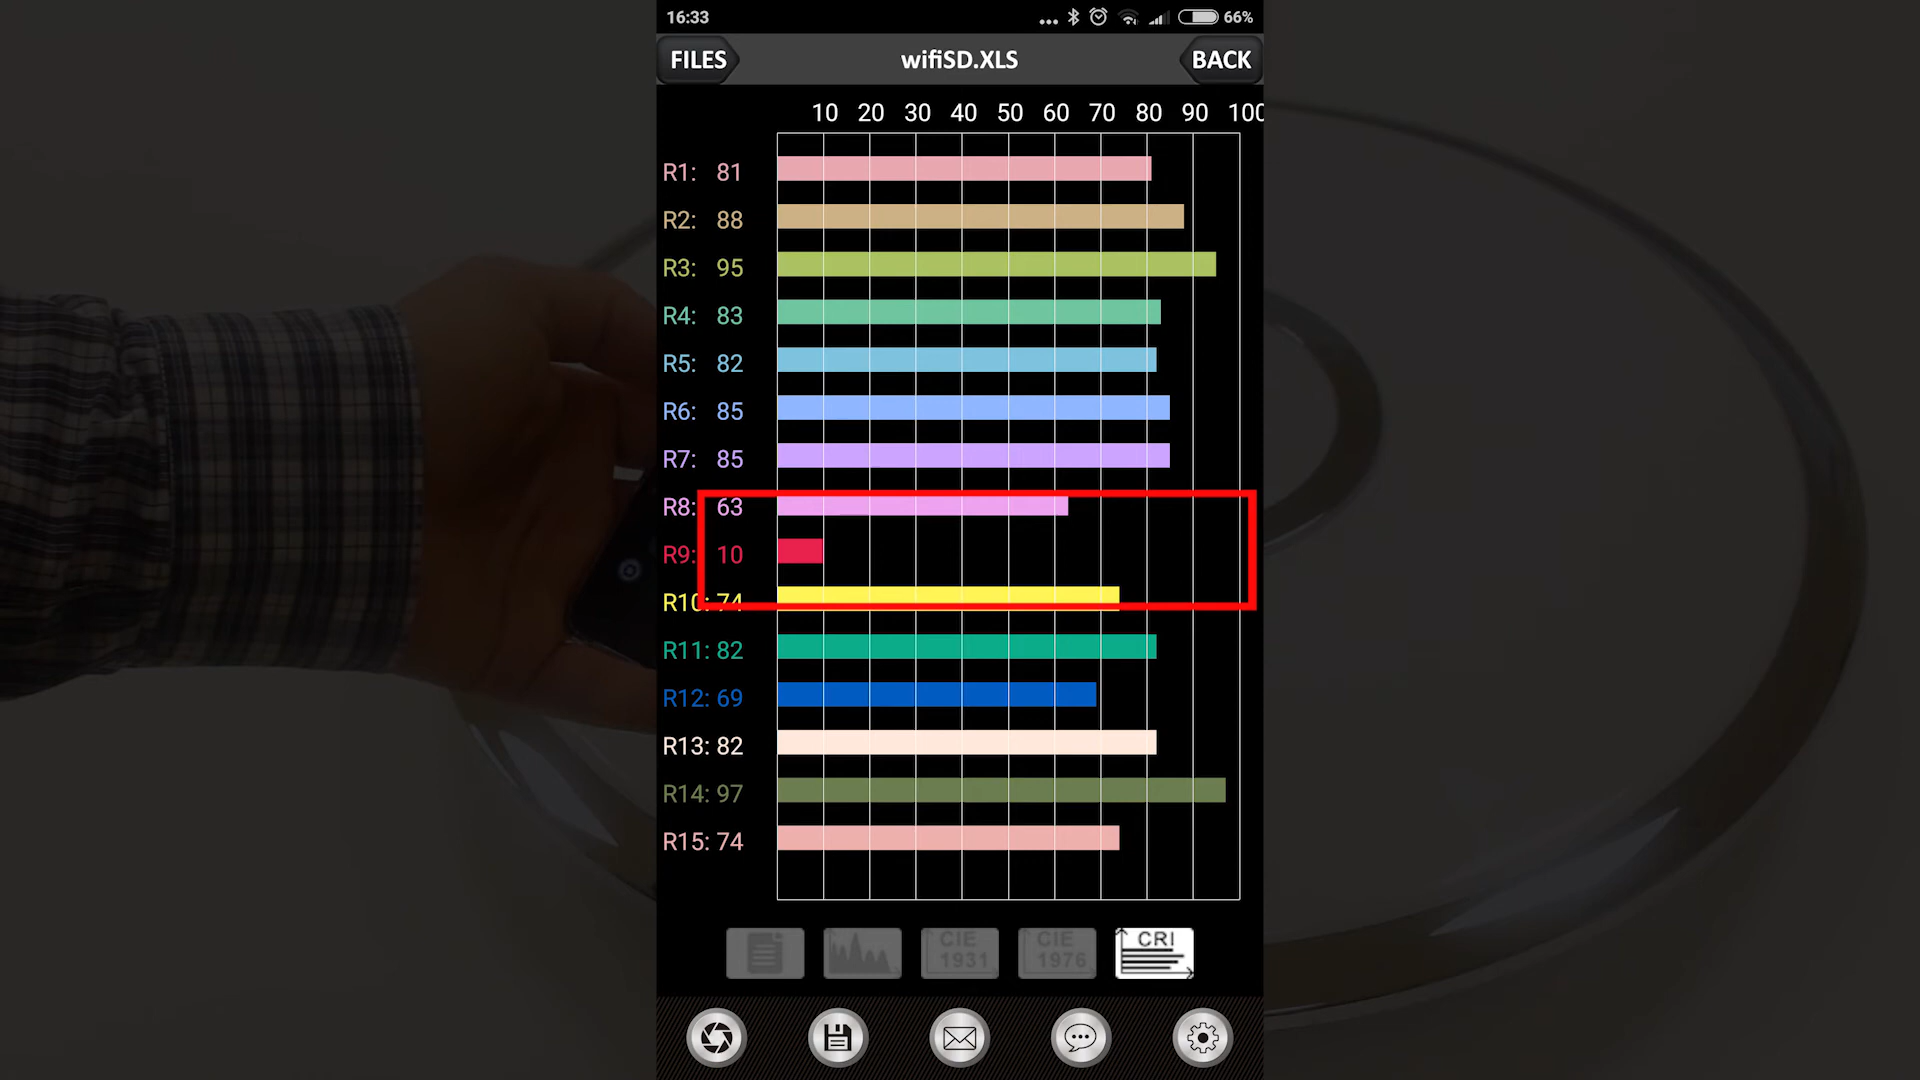 16:33
66%
FILES
wifiSD.XLS
BACK
10 20 30 40 50 60 70 80 90 100
R1: 81
R2: 88
R3: 95
R4: 83
R5: 82
R6: 85
R7: 85
R8: 63
R9: 10
R10: 74
R11: 82
R12: 69
R13: 82
R14: 97
R15: 74
CIE 1931
CIE 1976
CRI